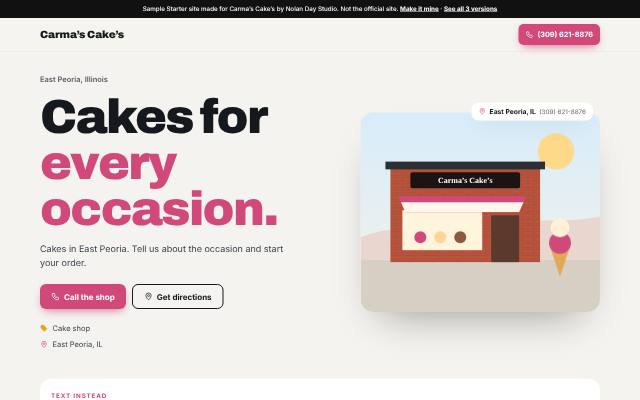 Sample Starter site made for Carma's Cake's by Nolan Day Studio. Not the official site. Make it mine · See all 3 versions
Carma's Cake's
(309) 621-8876
East Peoria, Illinois
Cakes for
every
occasion.
Cakes in East Peoria. Tell us about the occasion and start
your order.
Call the shop
Get directions
Cake shop
East Peoria, IL
East Peoria, IL (309) 621-8876
Carma's Cake's
TEXT INSTEAD